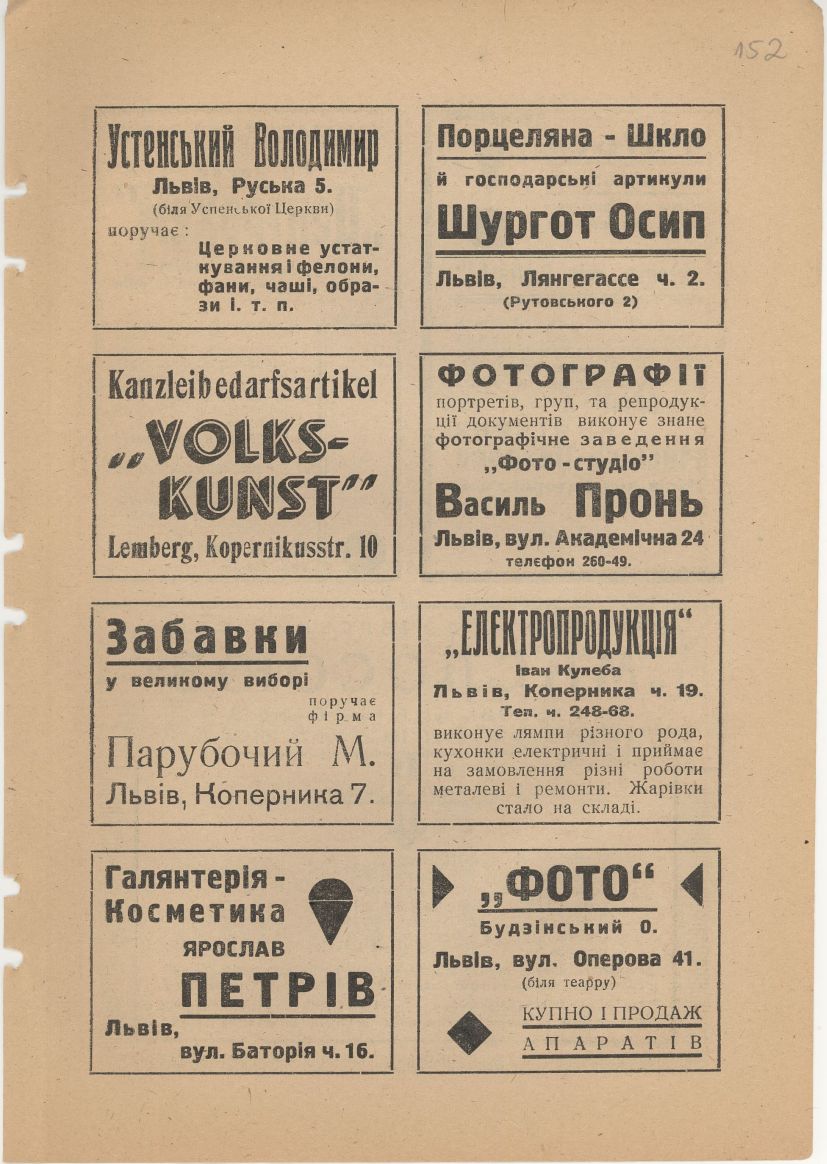 152
Устенський Володимир
Львів, Руська 5.
(біля Успенської Церкви)
поручає:
Церковне устат-
кування і фелони,
фани, чаші, обра-
зи і. т. п.
Порцеляна - Шкло
й господарські артикули
Шургот Осип
Львів, Лянгегассе ч. 2.
(Рутовського 2)
Kanzleibedarfsartikel
„VOLKS-
KUNST”
Lemberg, Kopernikusstr. 10
ФОТОГРАФІЇ
портретів, груп, та репродук-
ції документів виконує знане
фотографічне заведення
„Фото-студіо”
Василь Пронь
Львів, вул. Академічна 24
телєфон 260-49.
Забавки
у великому виборі
поручає
фірма
Парубочий М.
Львів, Коперника 7.
„ЕЛЕКТРОПРОДУКЦІЯ“
Іван Кулеба
Львів, Коперника ч. 19.
Тел. ч. 248-68.
виконує лямпи різного рода,
кухонки електричні і приймає
на замовлення різні роботи
металеві і ремонти. Жарівки
стало на складі.
Галянтерія -
Косметика
ЯРОСЛАВ
ПЕТРІВ
Львів,
вул. Баторія ч. 16.
„ФОТО“
Будзінський О.
Львів, вул. Оперова 41.
(біля театру)
КУПНО І ПРОДАЖ
АПАРАТІВ